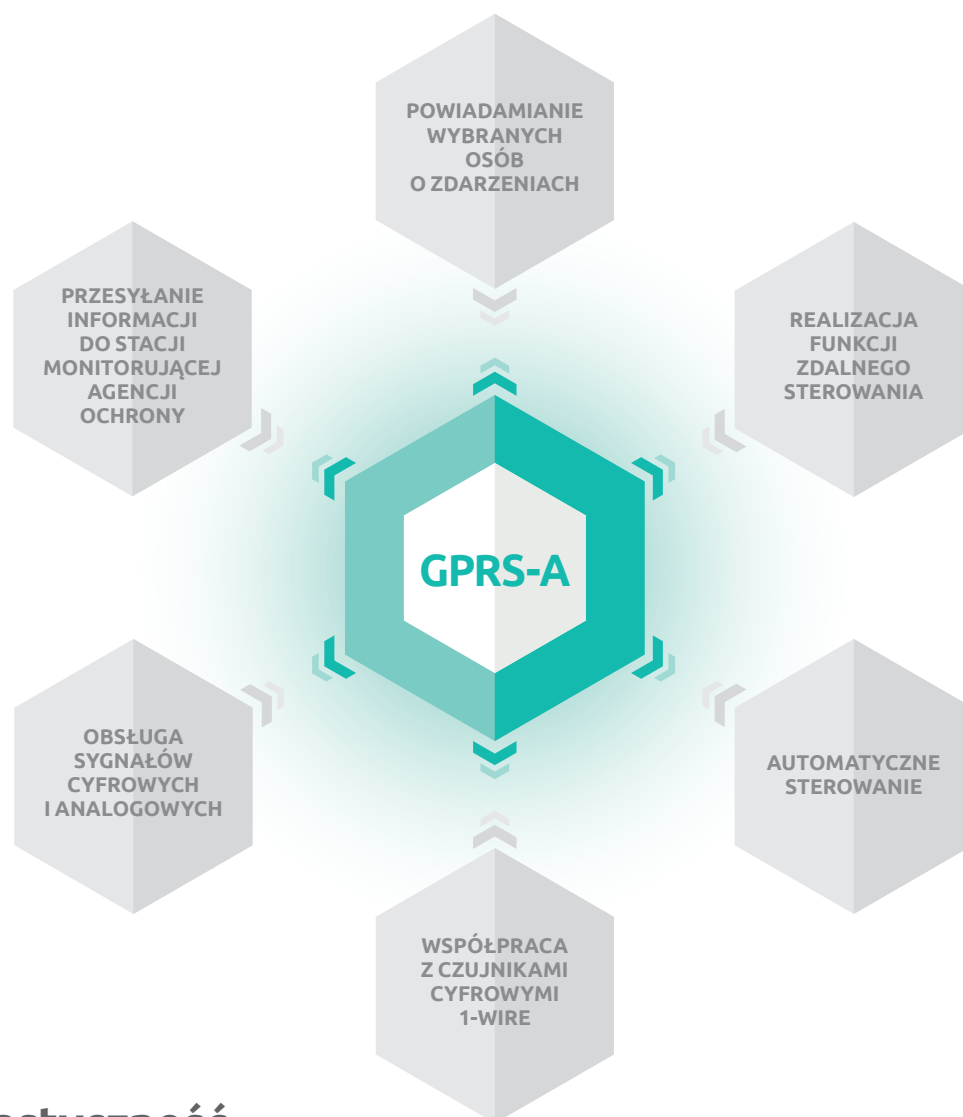 POWIADAMIANIE
WYBRANYCH
OSÓB
O ZDARZENIACH
PRZESYŁANIE
INFORMACJI
DO STACJI
MONITORUJĄCEJ
AGENCJI
OCHRONY
REALIZACJA
FUNKCJI
ZDALNEGO
STEROWANIA
GPRS-A
OBSŁUGA
SYGNAŁÓW
CYFROWYCH
I ANALOGOWYCH
AUTOMATYCZNE
STEROWANIE
WSPÓŁPRACA
Z CZUJNIKAMI
CYFROWYMI
1-WIRE